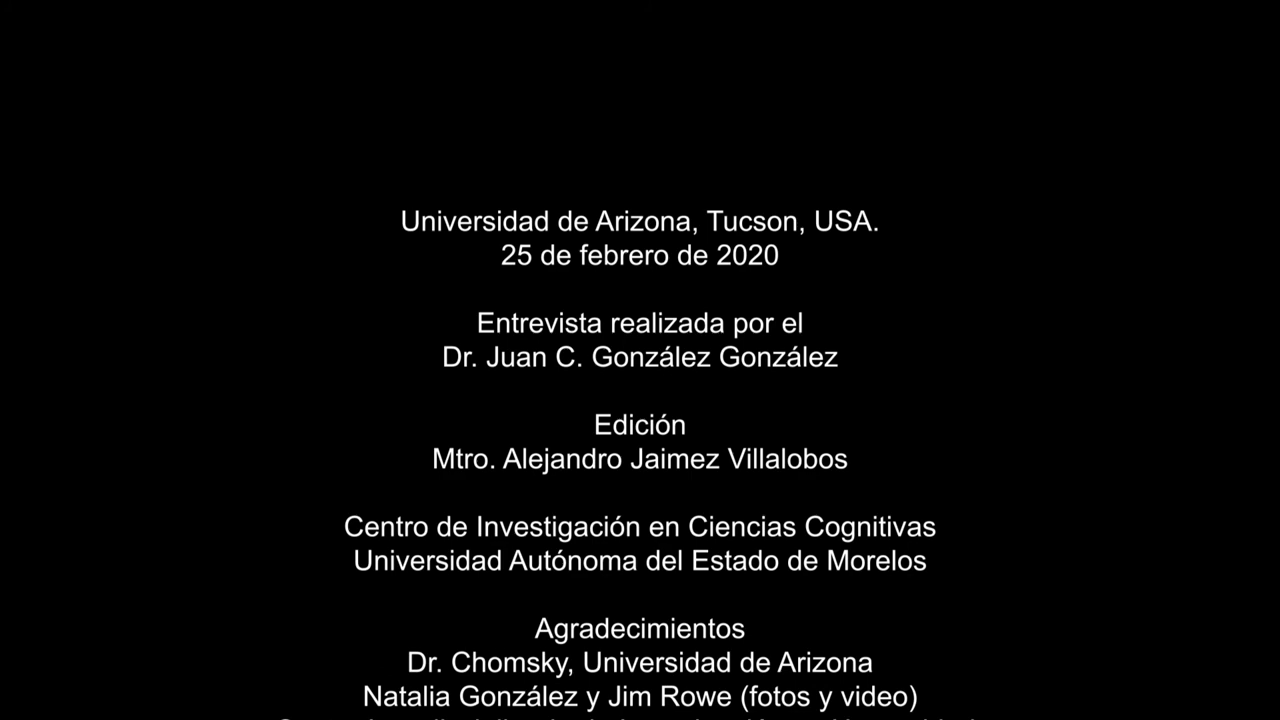 Universidad de Arizona, Tucson, USA.
25 de febrero de 2020
Entrevista realizada por el
Dr. Juan C. González González
Edición
Mtro. Alejandro Jaimez Villalobos
Centro de Investigación en Ciencias Cognitivas
Universidad Autónoma del Estado de Morelos
Agradecimientos
Dr. Chomsky, Universidad de Arizona
Natalia González y Jim Rowe (fotos y video)